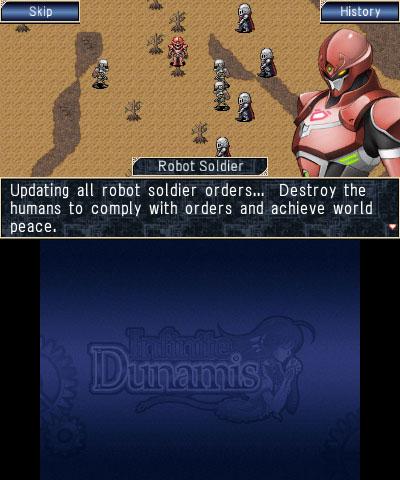 Skip
History
Robot Soldier
Updating all robot soldier orders... Destroy the
humans to comply with orders and achieve world
peace.
Infinite
Dunamis